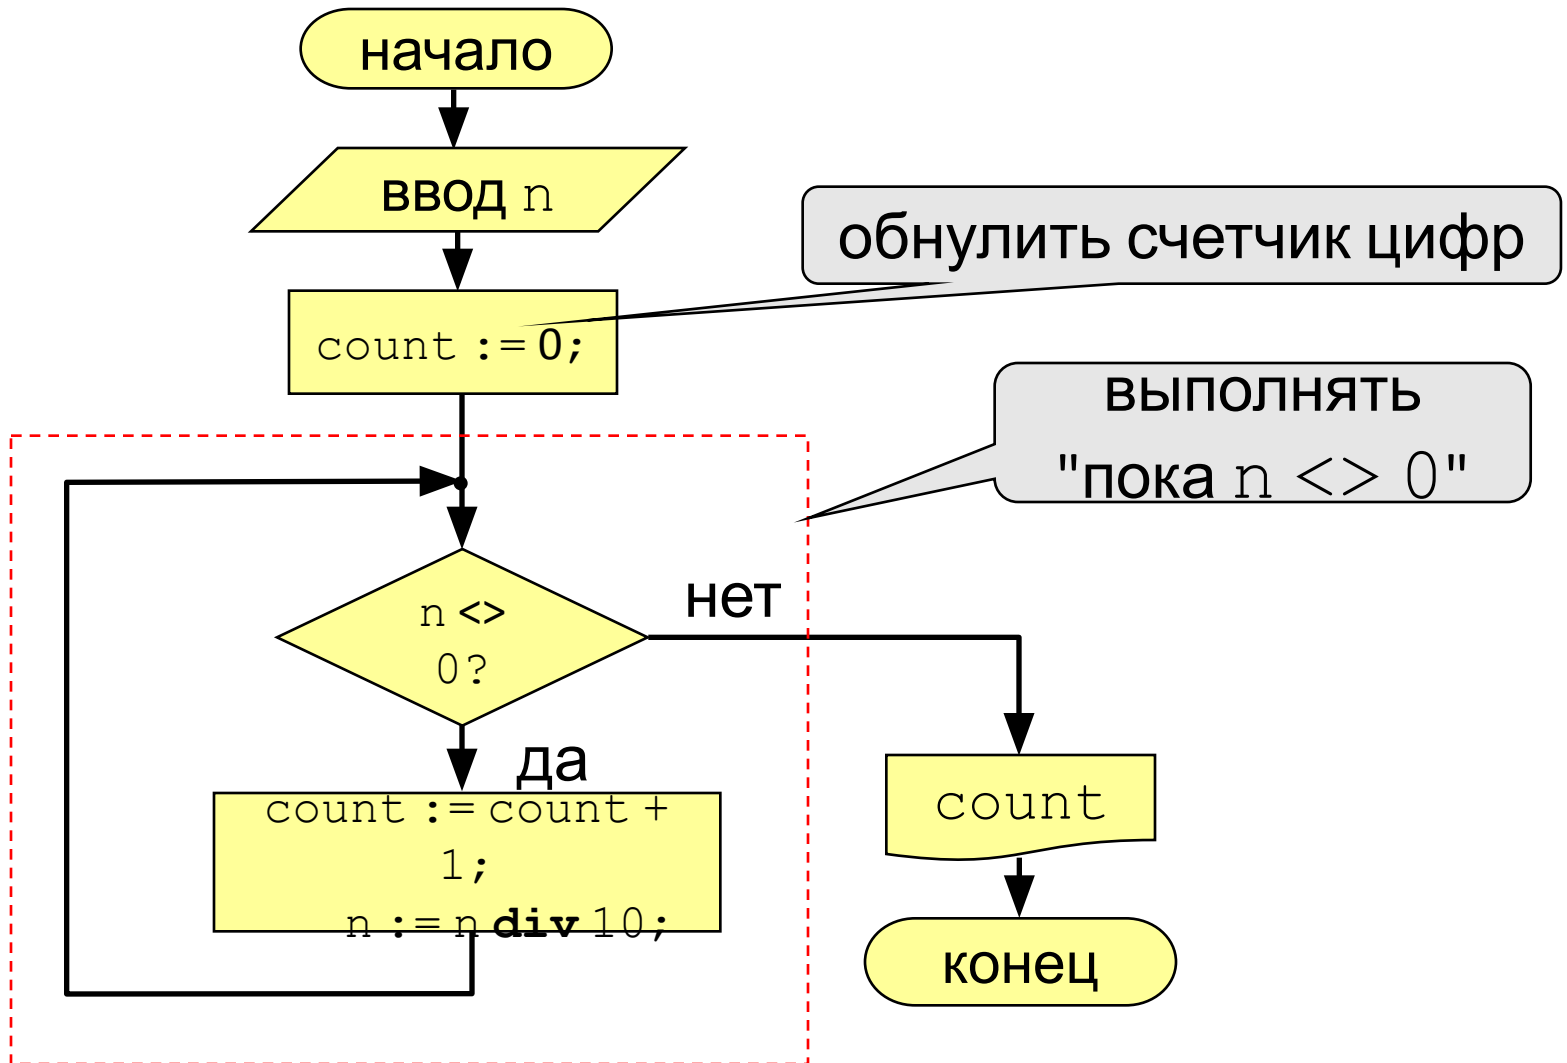 начало
ввод n
обнулить счетчик цифр
count := 0;
выполнять
"пока n <> 0"
нет
n <>
0?
да
count := count +
1;
n := n div 10;
count
конец